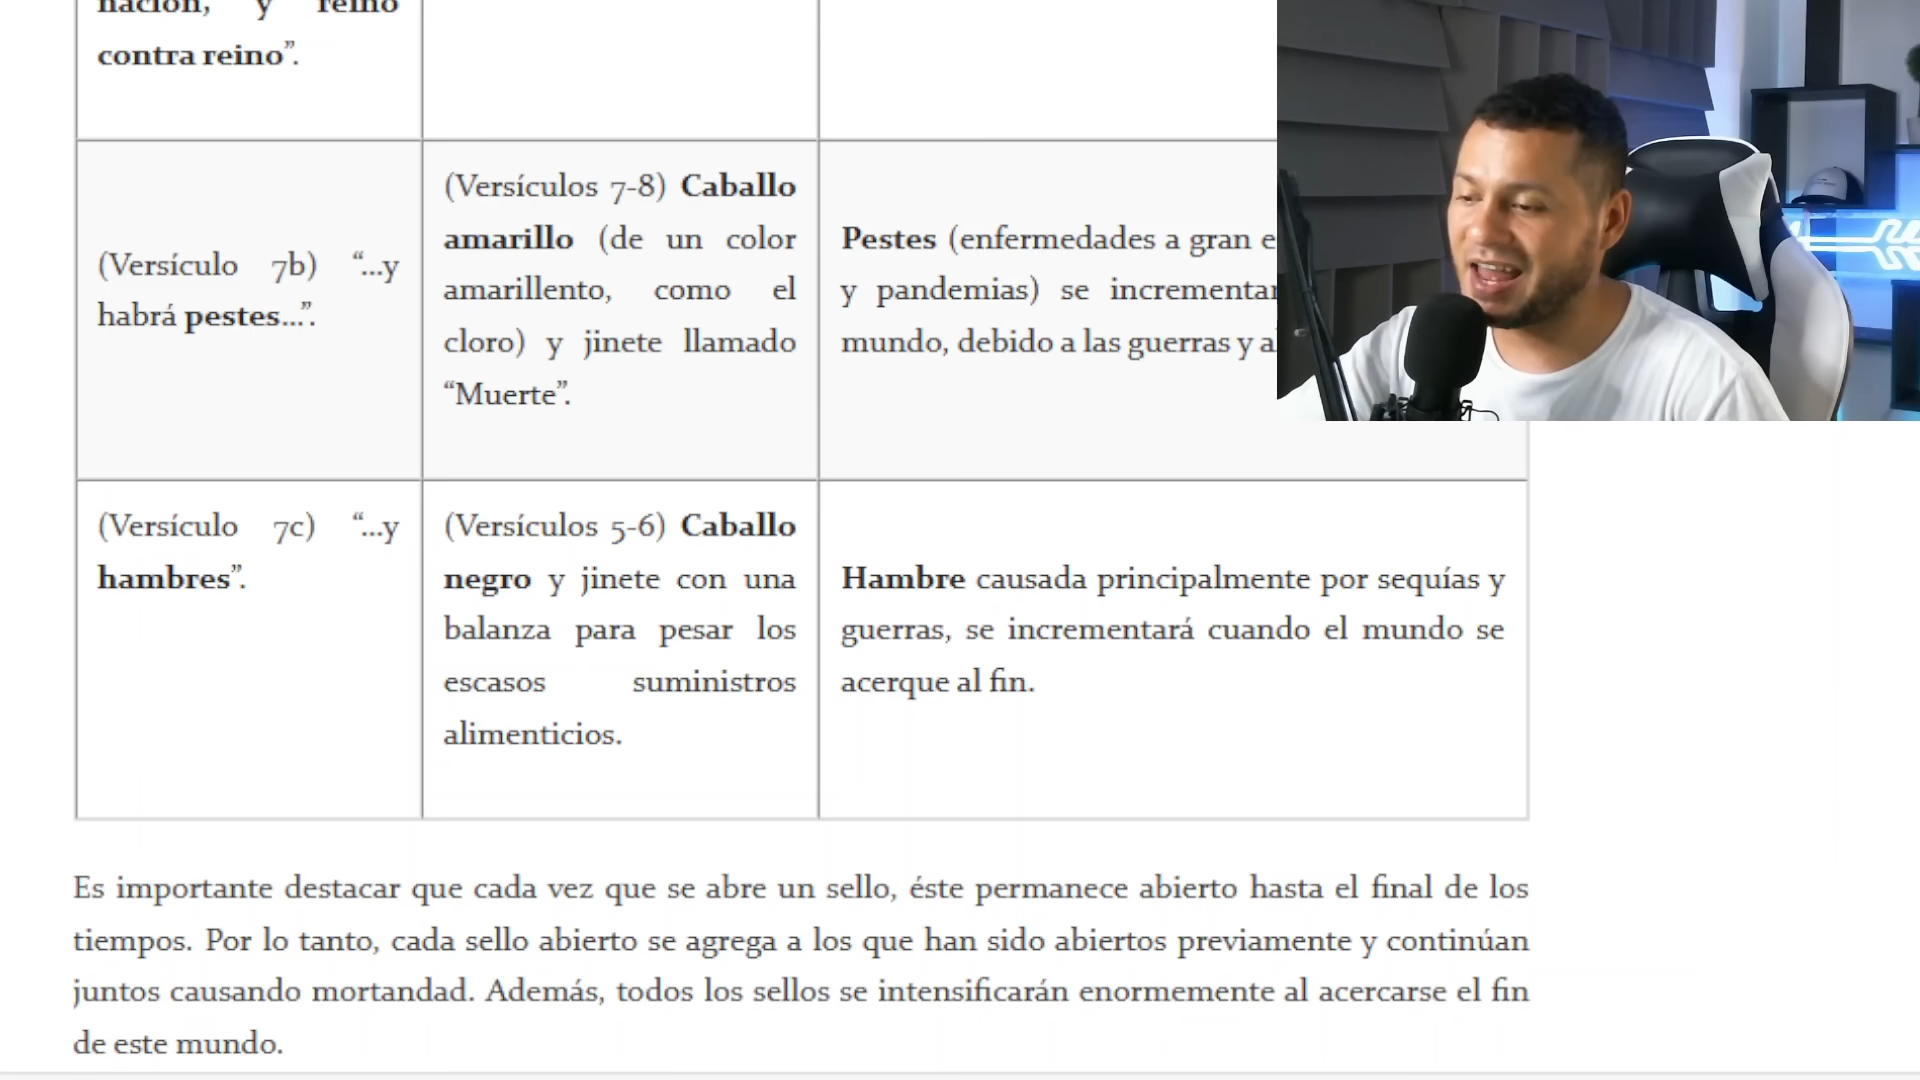 nación, y reino
contra reino”.
(Versículo 7b) “...y
habrá pestes...”.
(Versículos 7-8) Caballo
amarillo (de un color
amarillento, como el
cloro) y jinete llamado
“Muerte”.
Pestes (enfermedades a gran
y pandemias) se
mundo, debido a las guerras y
(Versículo 7c) “...y
hambres”.
(Versículos 5-6) Caballo
negro y jinete con una
balanza para pesar los
escasos suministros
alimenticios.
Hambre causada principalmente por sequías y
guerras, se incrementará cuando el mundo se
acerque al fin.
Es importante destacar que cada vez que se abre un sello, éste permanece abierto hasta el final de los
tiempos. Por lo tanto, cada sello abierto se agrega a los que han sido abiertos previamente y continúan
juntos causando mortandad. Además, todos los sellos se intensificarán enormemente al acercarse el fin
de este mundo.